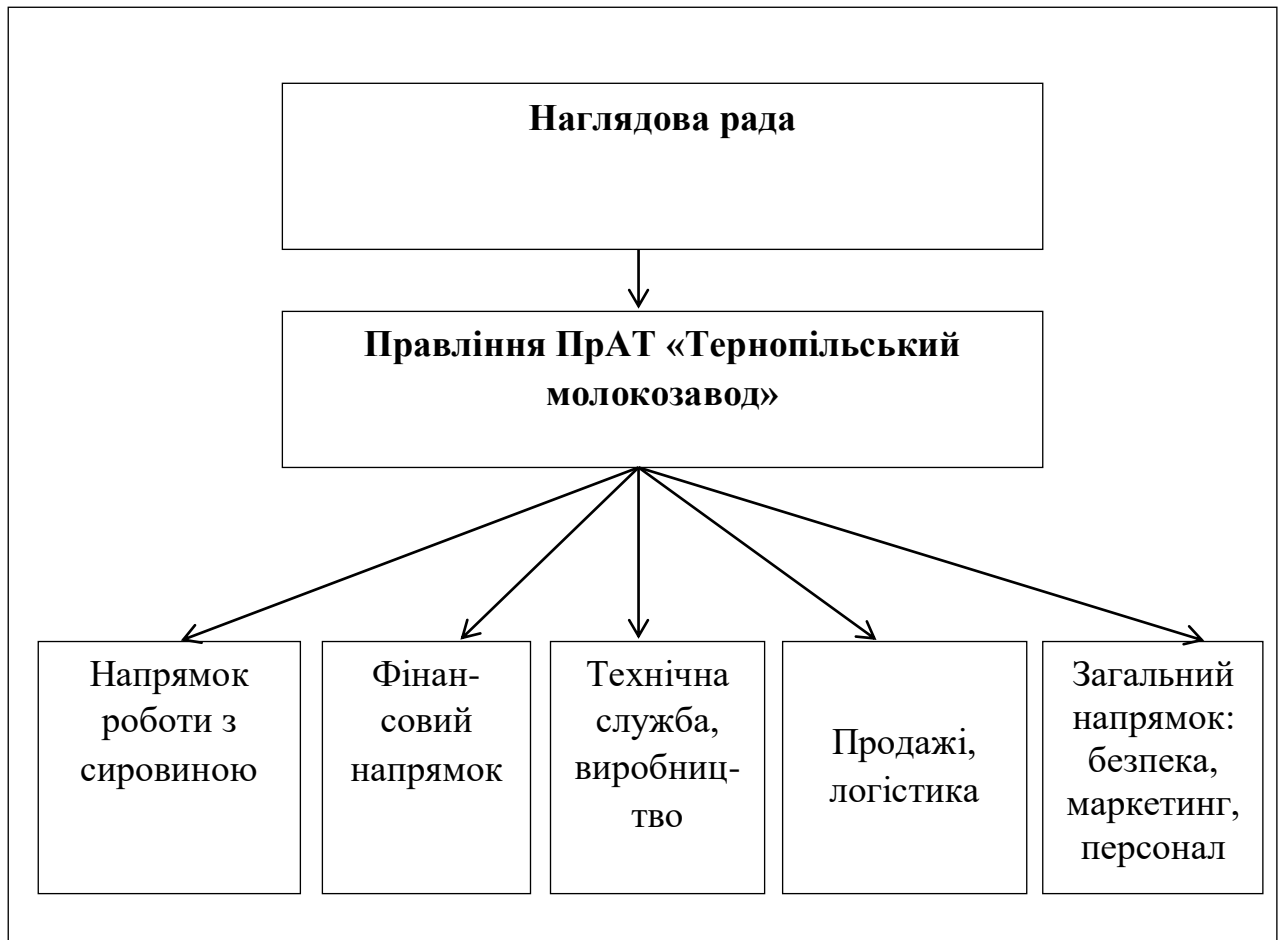 Наглядова рада
Правління ПрАТ «Тернопільський
молокозавод»
Напрямок
роботи з
сировиною
Фінан-
совий
напрямок
Технічна
служба,
виробниц-
тво
Продажі,
логістика
Загальний
напрямок:
безпека,
маркетинг,
персонал